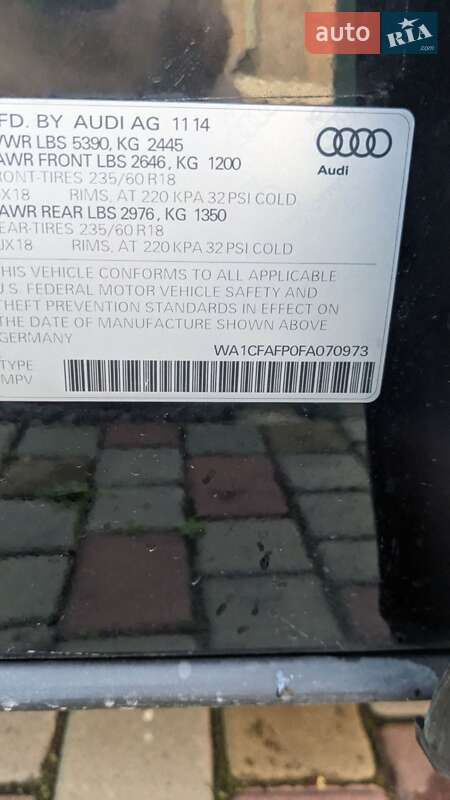 auto RIA .com
FD. BY AUDI AG 11 14
VWR LBS 5390, KG 2445
AWR FRONT LBS 2646, KG 1200
RONT-TIRES 235/60 R18
X18 RIMS, AT 220 KPA 32 PSI COLD
AWR REAR LBS 2976, KG 1350
EAR-TIRES 235/60 R18
JX18 RIMS, AT 220 KPA 32 PSI COLD
Audi
HIS VEHICLE CONFORMS TO ALL APPLICABLE
U.S. FEDERAL MOTOR VEHICLE SAFETY AND
THEFT PREVENTION STANDARDS IN EFFECT ON
THE DATE OF MANUFACTURE SHOWN ABOVE.
GERMANY
WA1CFAFP0FA070973
TYPE
MPV